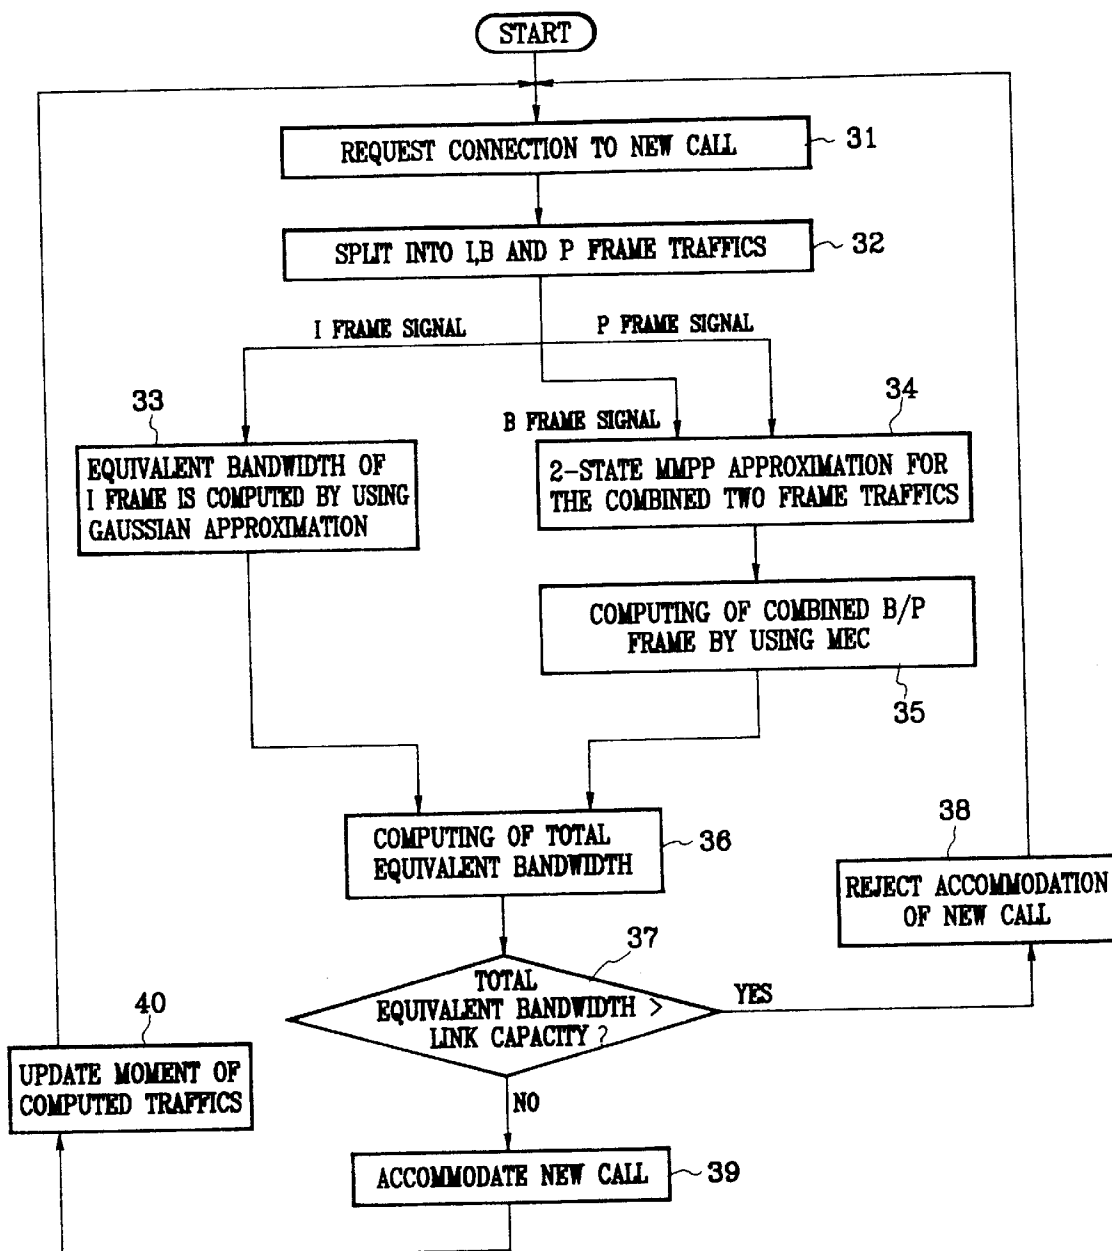 START
REQUEST CONNECTION TO NEW CALL
31
SPLIT INTO I,B AND P FRAME TRAFFICS
32
I FRAME SIGNAL
P FRAME SIGNAL
33
EQUIVALENT BANDWIDTH OF
I FRAME IS COMPUTED BY USING
GAUSSIAN APPROXIMATION
B FRAME SIGNAL
34
2-STATE MMPP APPROXIMATION FOR
THE COMBINED TWO FRAME TRAFFICS
COMPUTING OF COMBINED B/P
FRAME BY USING MEC
35
COMPUTING OF TOTAL
EQUIVALENT BANDWIDTH
36
38
REJECT ACCOMMODATION
OF NEW CALL
37
TOTAL
EQUIVALENT BANDWIDTH >
LINK CAPACITY ?
YES
NO
40
UPDATE MOMENT OF
COMPUTED TRAFFICS
ACCOMMODATE NEW CALL
39